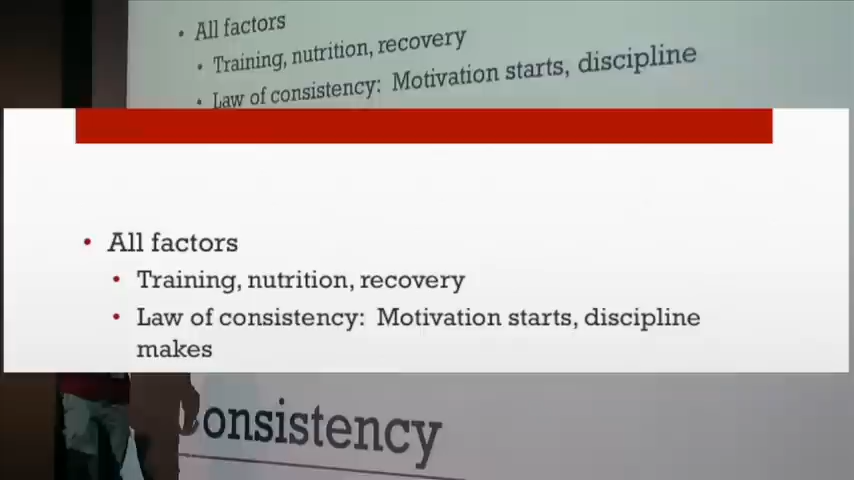 • All factors
• Training, nutrition, recovery
• Law of consistency: Motivation starts, discipline
• All factors
• Training, nutrition, recovery
• Law of consistency: Motivation starts, discipline
makes
Consistency